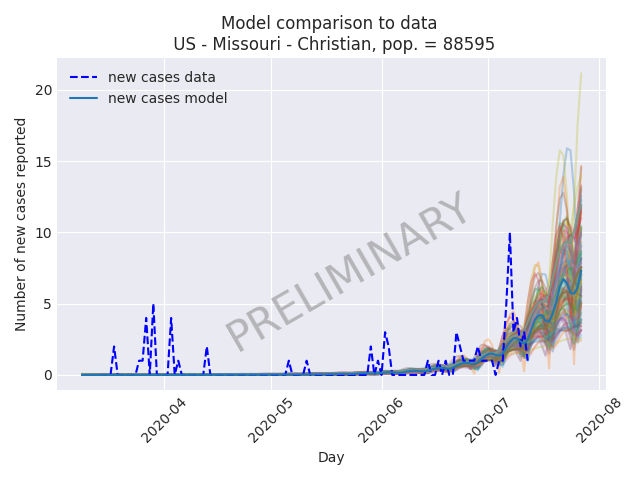 Model comparison to data
US - Missouri - Christian, pop. = 88595
new cases data
new cases model
Number of new cases reported
20
15
10
5
0
PRELIMINARY
2020-04
2020-05
2020-06
2020-07
2020-08
Day